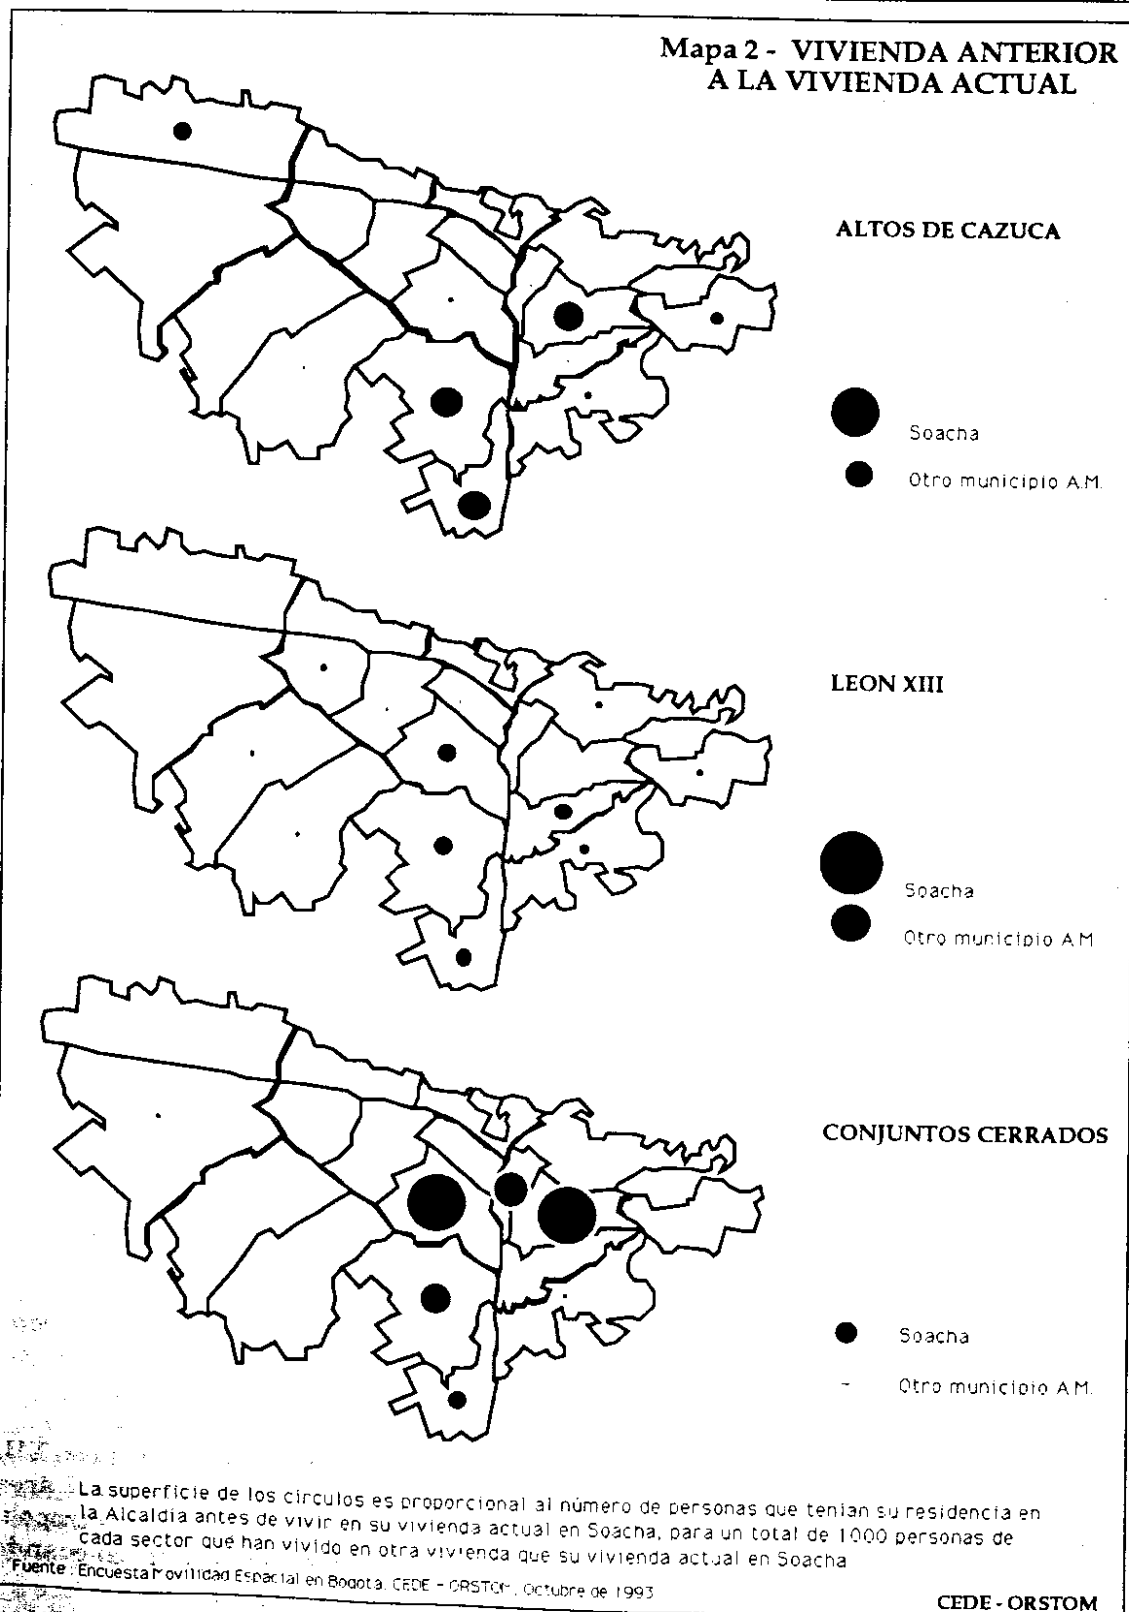 Mapa 2 - VIVIENDA ANTERIOR
A LA VIVIENDA ACTUAL
ALTOS DE CAZUCA
Soacha
Otro municipio A.M.
LEON XIII
Soacha
Otro municipio A.M
CONJUNTOS CERRADOS
Soacha
- Otro municipio A.M.
La superficie de los circulos es proporcional al número de personas que tenian su residencia en
la Alcaldia antes de vivir en su vivienda actual en Soacha, para un total de 1000 personas de
cada sector que han vivido en otra vivienda que su vivienda actual en Soacha
Fuente : Encuesta Movilidad Espacial en Bogota, CEDE - ORSTOM, Octubre de 1993
CEDE - ORSTOM